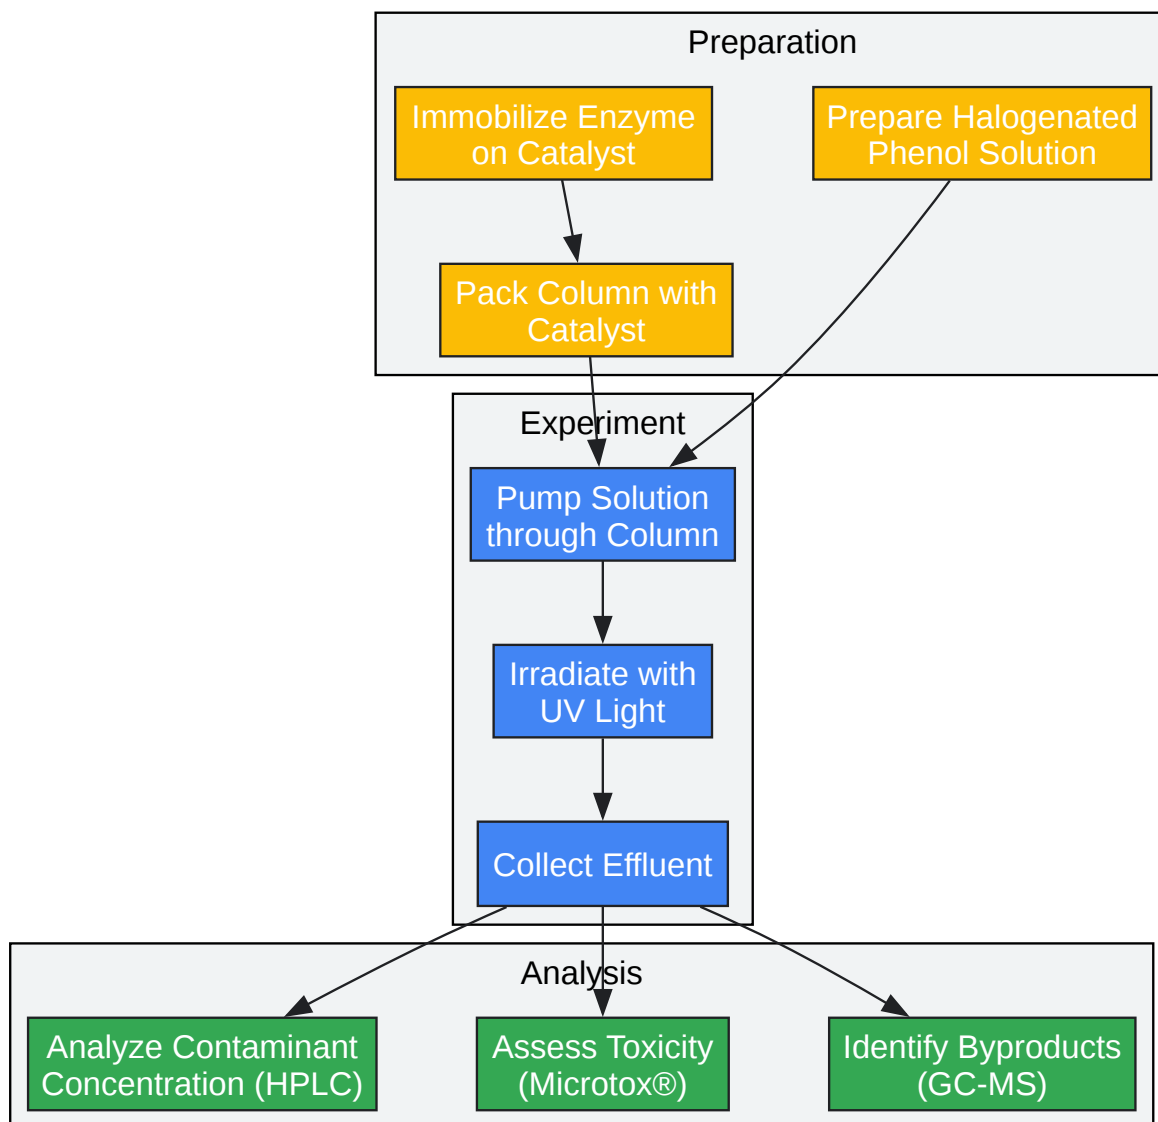 Preparation
Immobilize Enzyme
on Catalyst
Prepare Halogenated
Phenol Solution
Pack Column with
Catalyst
Experiment
Pump Solution
through Column
Irradiate with
UV Light
Collect Effluent
Analysis
Analyze Contaminant
Concentration (HPLC)
Assess Toxicity
(Microtox®)
Identify Byproducts
(GC-MS)